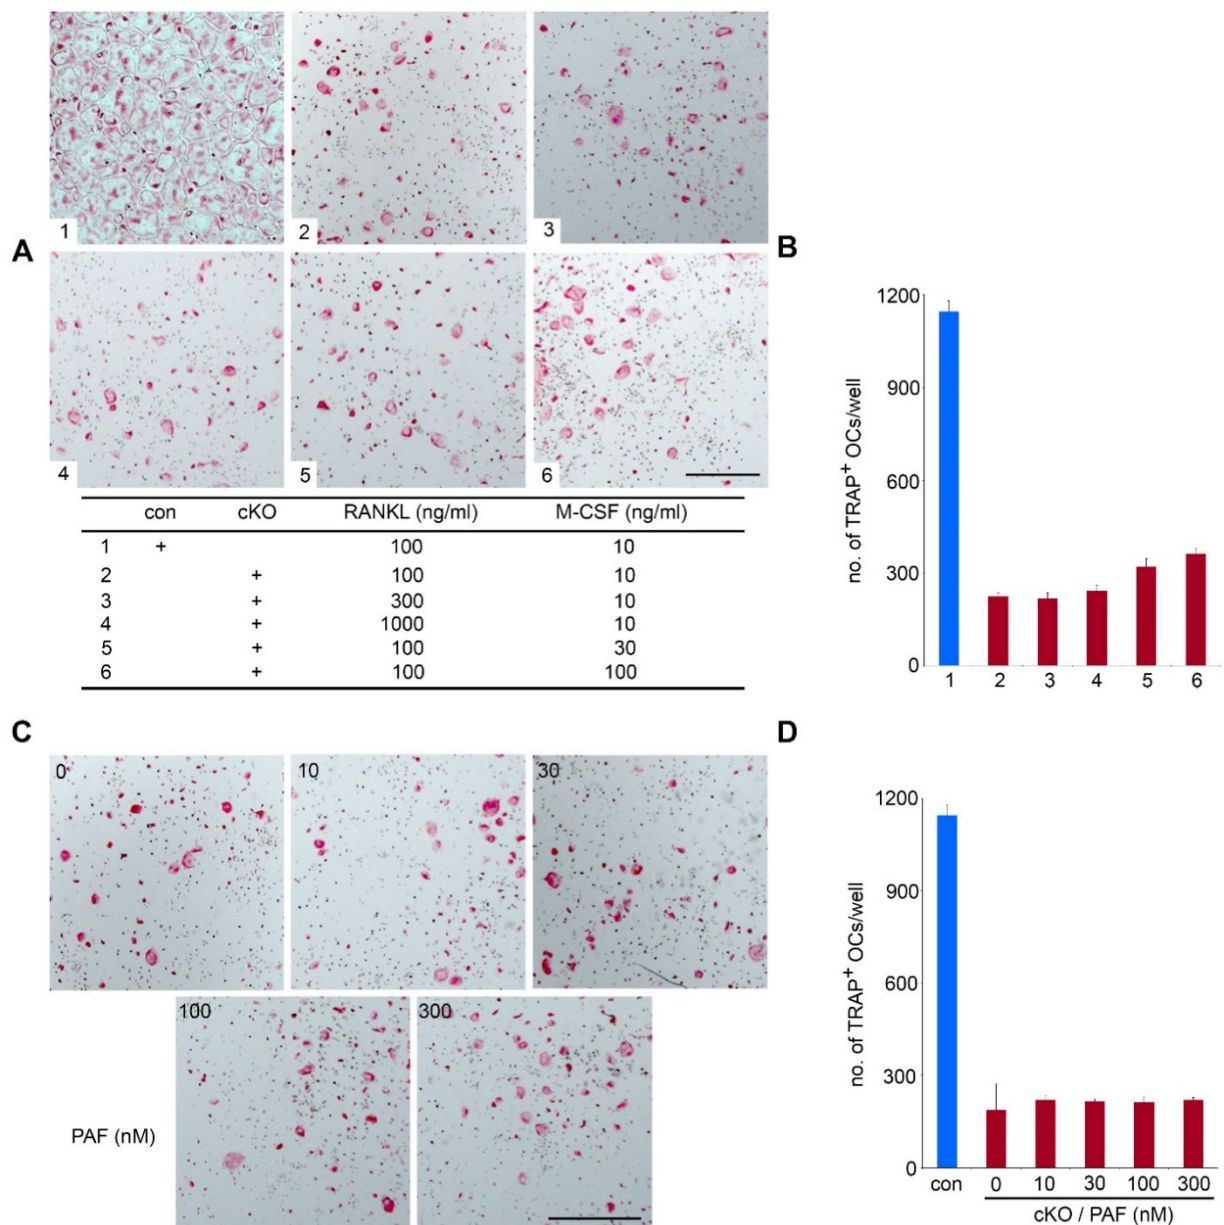 A
1
2
3
4
5
6
con cKO RANKL (ng/ml) M-CSF (ng/ml)
1 + 100 10
2 + 100 10
3 + 300 10
4 + 1000 10
5 + 100 30
6 + 100 100
B
no. of TRAP⁺ OCs/well
1200
900
600
300
0
1 2 3 4 5 6
C
0
10
30
100
300
PAF (nM)
D
no. of TRAP⁺ OCs/well
1200
900
600
300
0
con 0 10 30 100 300
cKO / PAF (nM)